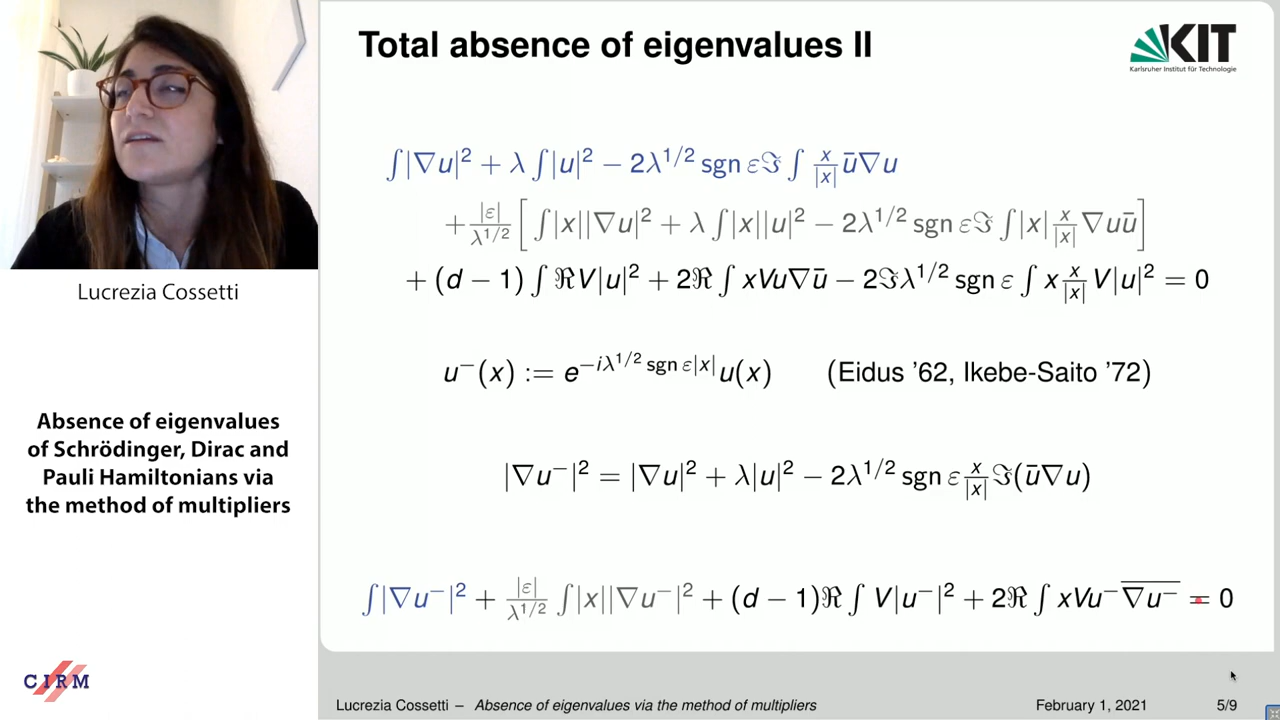 Total absence of eigenvalues II
KIT
Karlsruher Institut für Technologie
∫|∇u|² + λ ∫|u|² − 2λ^{1/2} sgn ε ℑ ∫ x/|x| ū∇u
+ |ε|/λ^{1/2} [ ∫|x||∇u|² + λ ∫|x||u|² − 2λ^{1/2} sgn ε ℑ ∫|x| x/|x| ∇uū ]
+ (d − 1) ∫ ℜV|u|² + 2ℜ ∫ xVu∇ū − 2ℑλ^{1/2} sgn ε ∫ x x/|x| V|u|² = 0
u⁻(x) := e^{−iλ^{1/2} sgn ε|x|} u(x) (Eidus '62, Ikebe-Saito '72)
|∇u⁻|² = |∇u|² + λ|u|² − 2λ^{1/2} sgn ε x/|x| ℑ(ū∇u)
∫|∇u⁻|² + |ε|/λ^{1/2} ∫|x||∇u⁻|² + (d − 1)ℜ ∫ V|u⁻|² + 2ℜ ∫ xVu⁻\overline{∇u⁻} = 0
Lucrezia Cossetti
Absence of eigenvalues
of Schrödinger, Dirac and
Pauli Hamiltonians via
the method of multipliers
CIRM
Lucrezia Cossetti – Absence of eigenvalues via the method of multipliers February 1, 2021 5/9